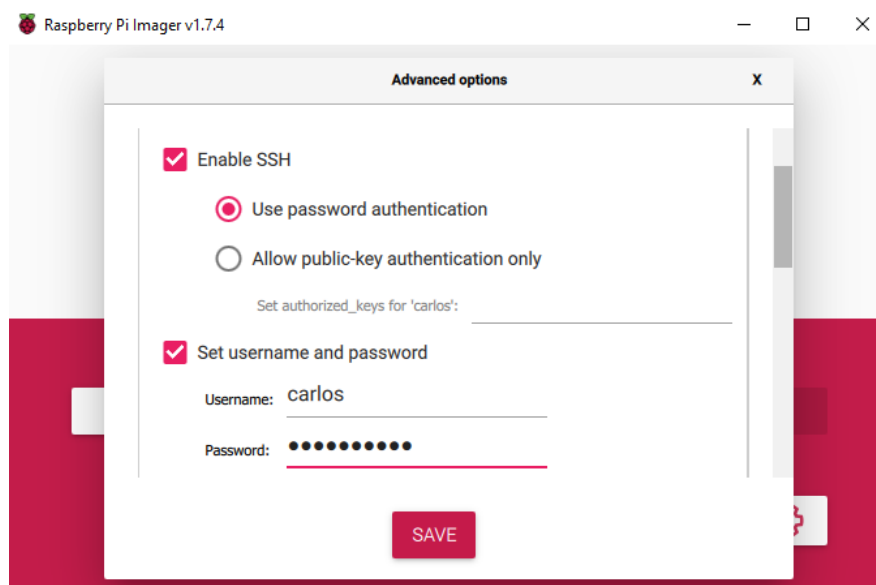 Raspberry Pi Imager v1.7.4
Advanced options X
Enable SSH
Use password authentication
Allow public-key authentication only
Set authorized_keys for 'carlos':
Set username and password
Username: carlos
Password: ●●●●●●●●●●
SAVE